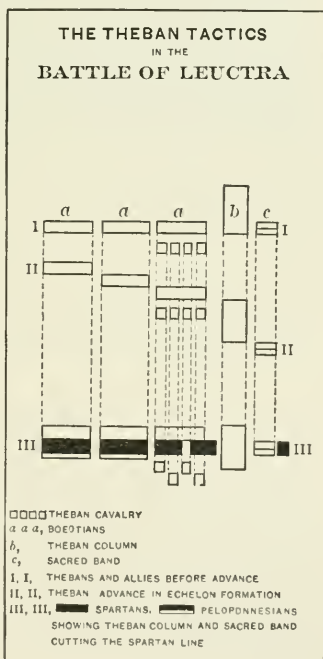 THE THEBAN TACTICS
IN THE
BATTLE OF LEUCTRA
a a a b c
I I
II
II
III III
THEBAN CAVALRY
a a a, BOEOTIANS
b, THEBAN COLUMN
c, SACRED BAND
I, I, THEBANS AND ALLIES BEFORE ADVANCE
II, II, THEBAN ADVANCE IN ECHELON FORMATION
III, III, SPARTANS, PELOPONNESIANS
SHOWING THEBAN COLUMN AND SACRED BAND
CUTTING THE SPARTAN LINE